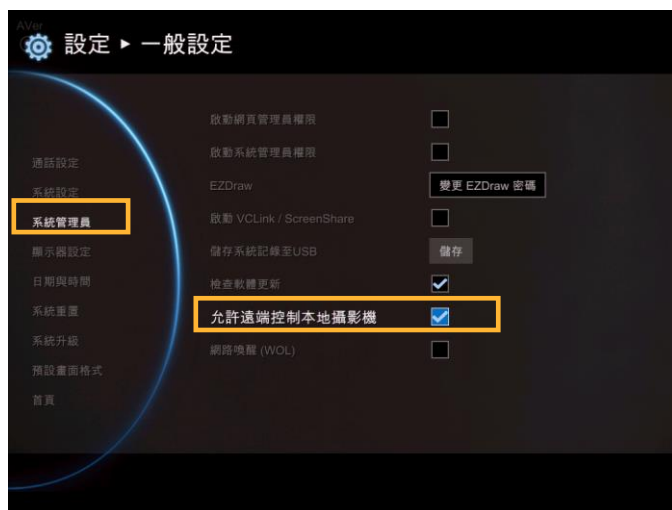 AVer
設定 ▸ 一般設定
啟動網頁管理員權限
啟動系統管理員權限
通話設定
系統設定
EZDraw 變更 EZDraw 密碼
系統管理員
啟動 VCLink / ScreenShare
顯示器設定
儲存系統記錄至USB 儲存
日期與時間
檢查軟體更新
系統重置
允許遠端控制本地攝影機
系統升級
網路喚醒 (WOL)
預設畫面格式
首頁